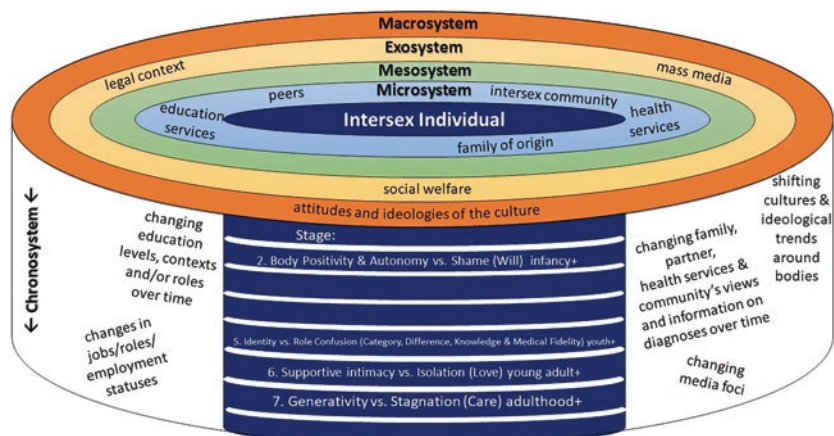 Macrosystem
Exosystem
legal context
mass media
Mesosystem
peers
Microsystem
intersex community
education
services
Intersex Individual
health
services
family of origin
social welfare
attitudes and ideologies of the culture
← Chronosystem ←
changing
education
levels, contexts
and/or roles
over time
changes in
jobs/roles/
employment
statuses
Stage:
2. Body Positivity & Autonomy vs. Shame (Will) infancy+
5. Identity vs. Role Confusion (Category, Difference, Knowledge & Medical Fidelity) youth+
6. Supportive intimacy vs. Isolation (Love) young adult+
7. Generativity vs. Stagnation (Care) adulthood+
changing family,
partner,
health services &
community's views
and information on
diagnoses over time
changing
media foci
shifting
cultures &
ideological
trends
around
bodies